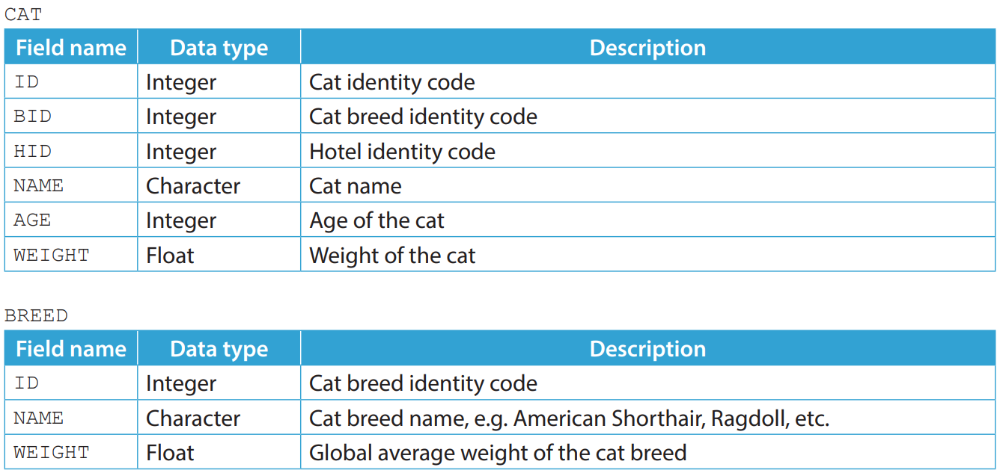 CAT
Field name Data type Description
ID Integer Cat identity code
BID Integer Cat breed identity code
HID Integer Hotel identity code
NAME Character Cat name
AGE Integer Age of the cat
WEIGHT Float Weight of the cat
BREED
Field name Data type Description
ID Integer Cat breed identity code
NAME Character Cat breed name, e.g. American Shorthair, Ragdoll, etc.
WEIGHT Float Global average weight of the cat breed